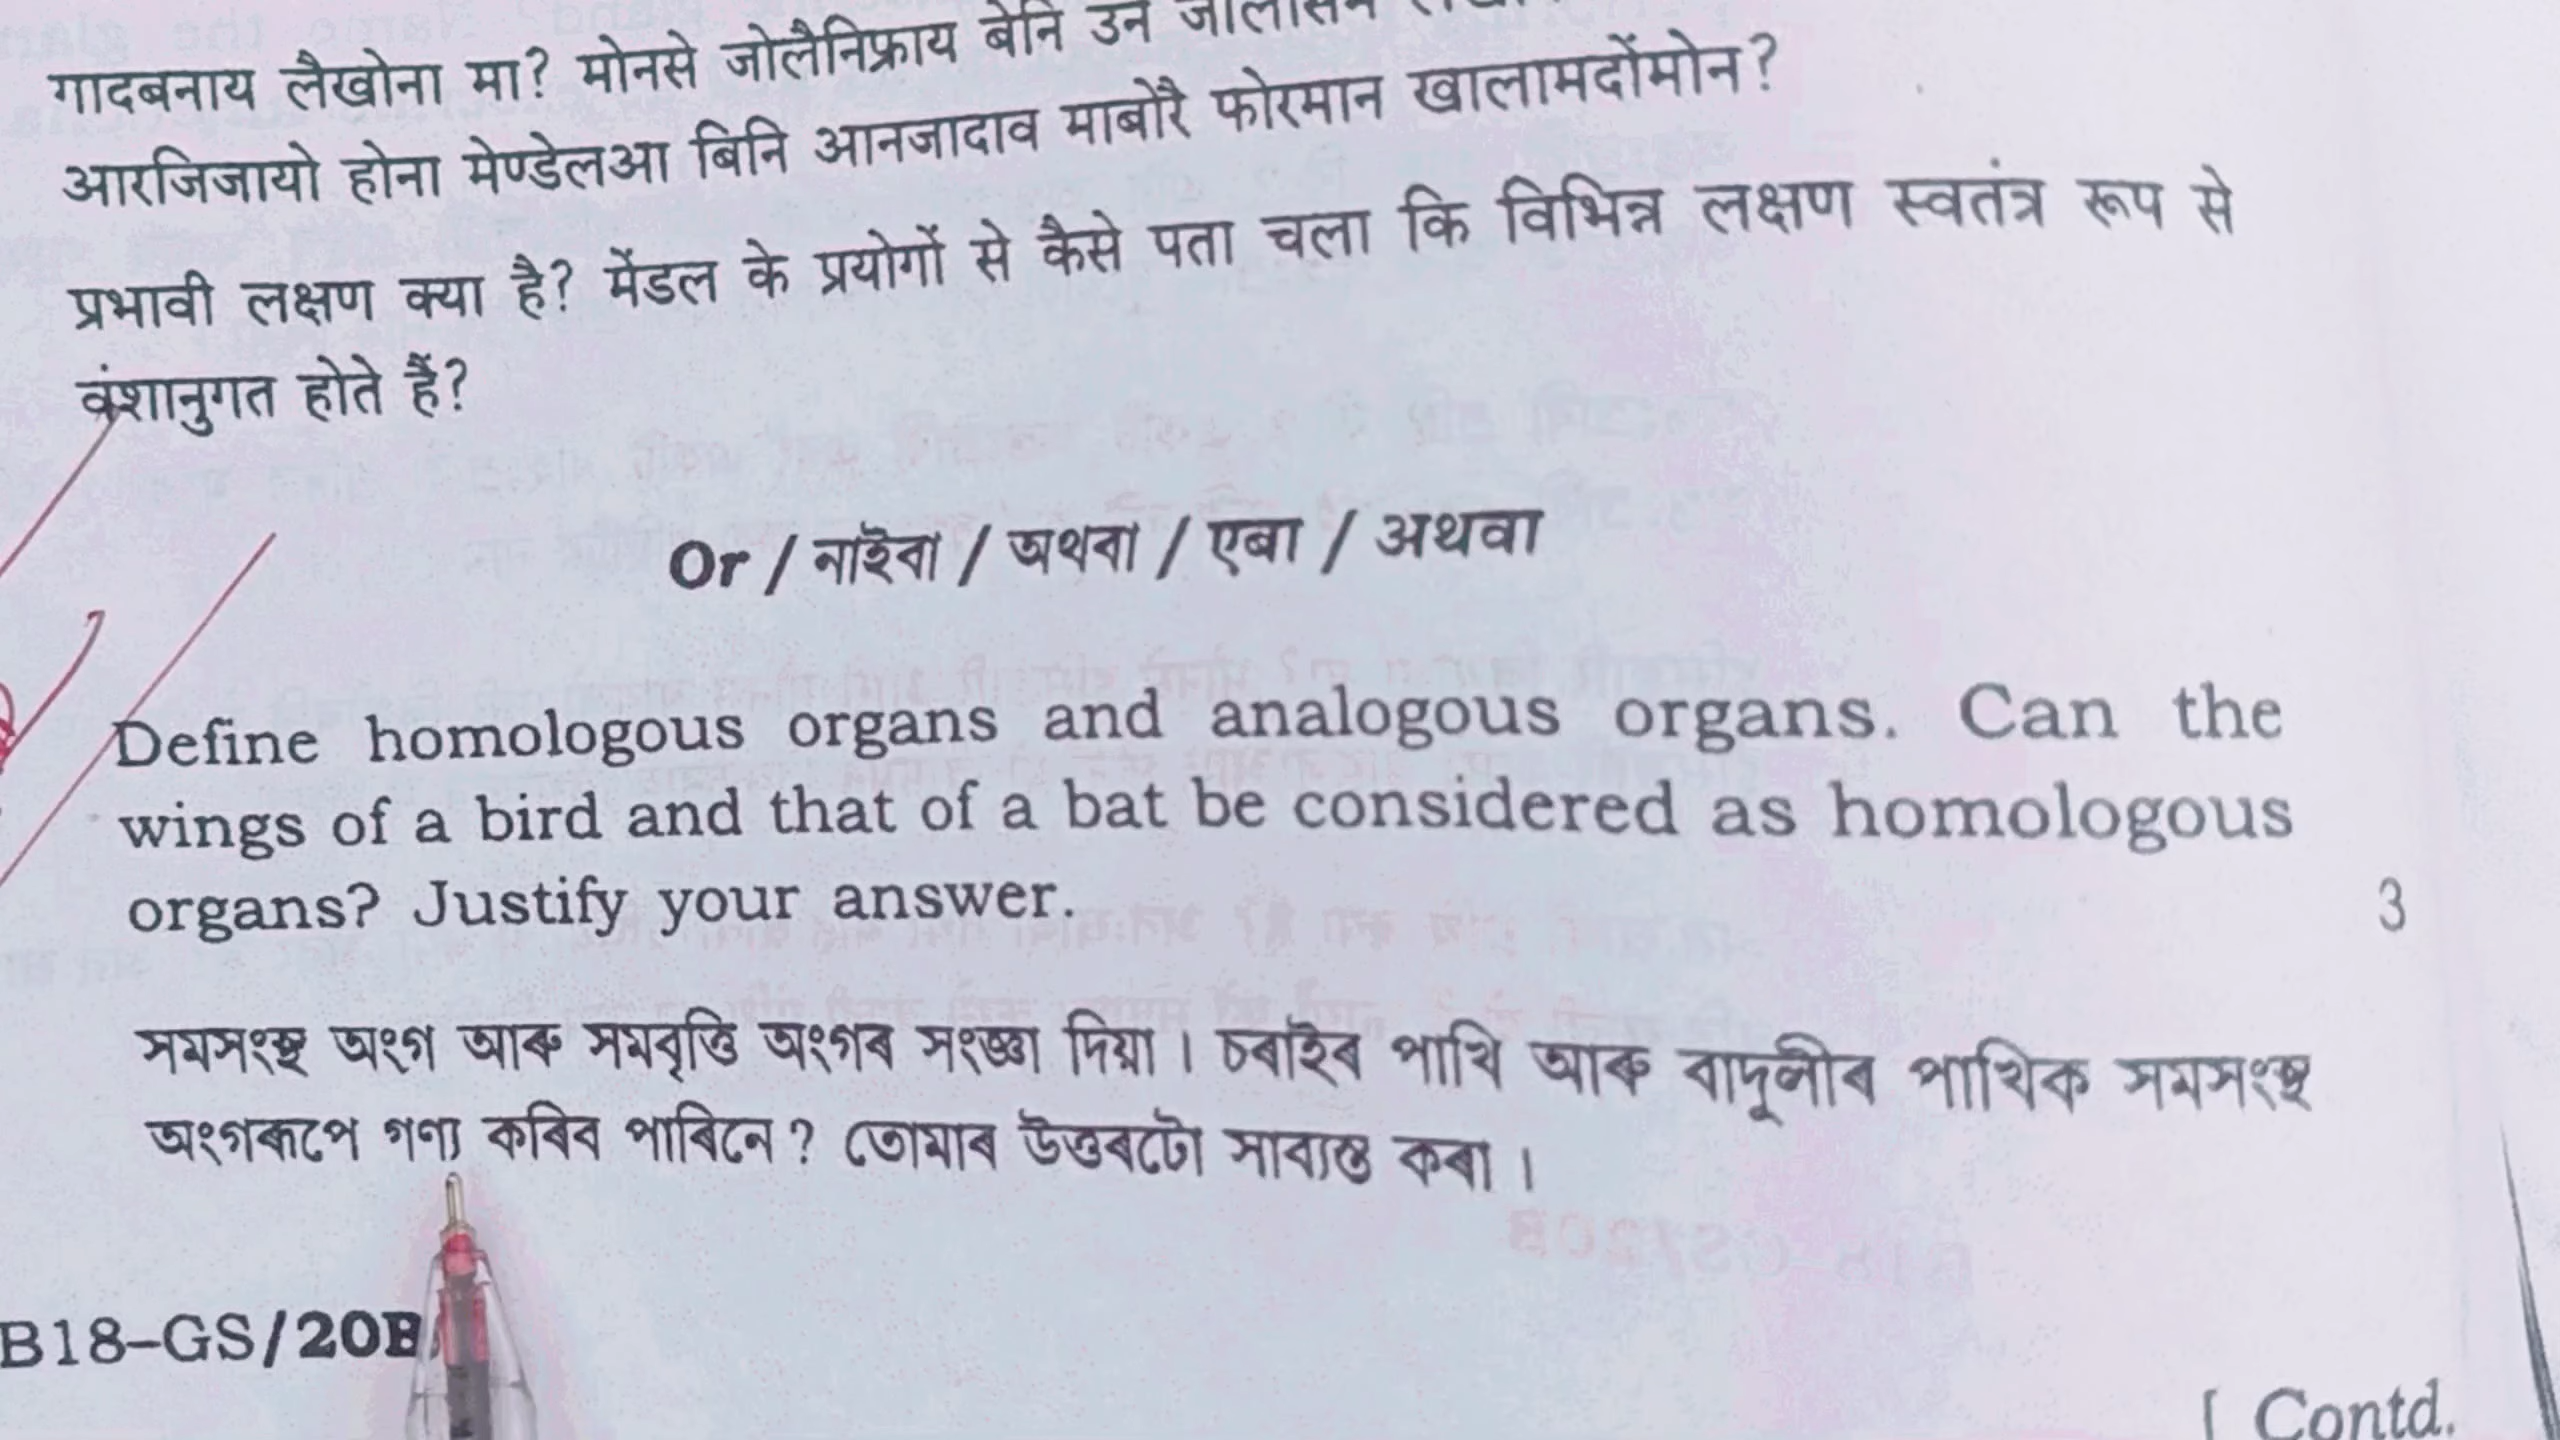 गादबनाय लैखोना मा? मोनसे जोलैनिफ्राय बेनि उन
आरजिजायो होना मेण्डेलआ बिनि आनजादाव माबोरै फोरमान खालामदोंमोन?
प्रभावी लक्षण क्या है? मेंडल के प्रयोगों से कैसे पता चला कि विभिन्न लक्षण स्वतंत्र रूप से
वंशानुगत होते हैं?
Or / নাইবা / অথবা / एबा / अथवा
Define homologous organs and analogous organs. Can the
wings of a bird and that of a bat be considered as homologous
organs? Justify your answer.
3
সমসংস্থ অংগ আৰু সমবৃত্তি অংগৰ সংজ্ঞা দিয়া । চৰাইৰ পাখি আৰু বাদুলীৰ পাখিক সমসংস্থ
অংগৰূপে গণ্য কৰিব পাৰিনে ? তোমাৰ উত্তৰটো সাব্যস্ত কৰা ।
B18-GS/20B
[ Contd.